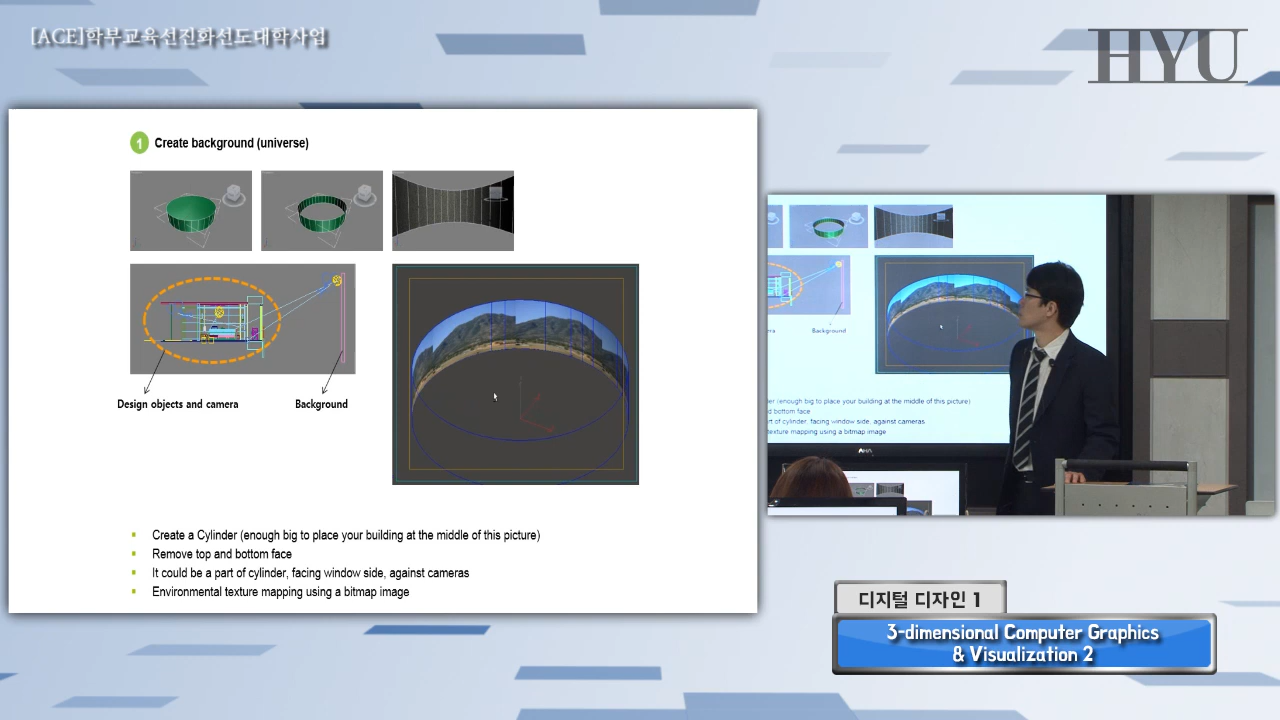 [ACE]학부교육선진화선도대학사업
HYU
1 Create background (universe)
Design objects and camera
Background
Create a Cylinder (enough big to place your building at the middle of this picture)
Remove top and bottom face
It could be a part of cylinder, facing window side, against cameras
Environmental texture mapping using a bitmap image
Background
(enough big to place your building at the middle of this picture)
bottom face
of cylinder, facing window side, against cameras
texture mapping using a bitmap image
디지털 디자인 1
3-dimensional Computer Graphics
& Visualization 2